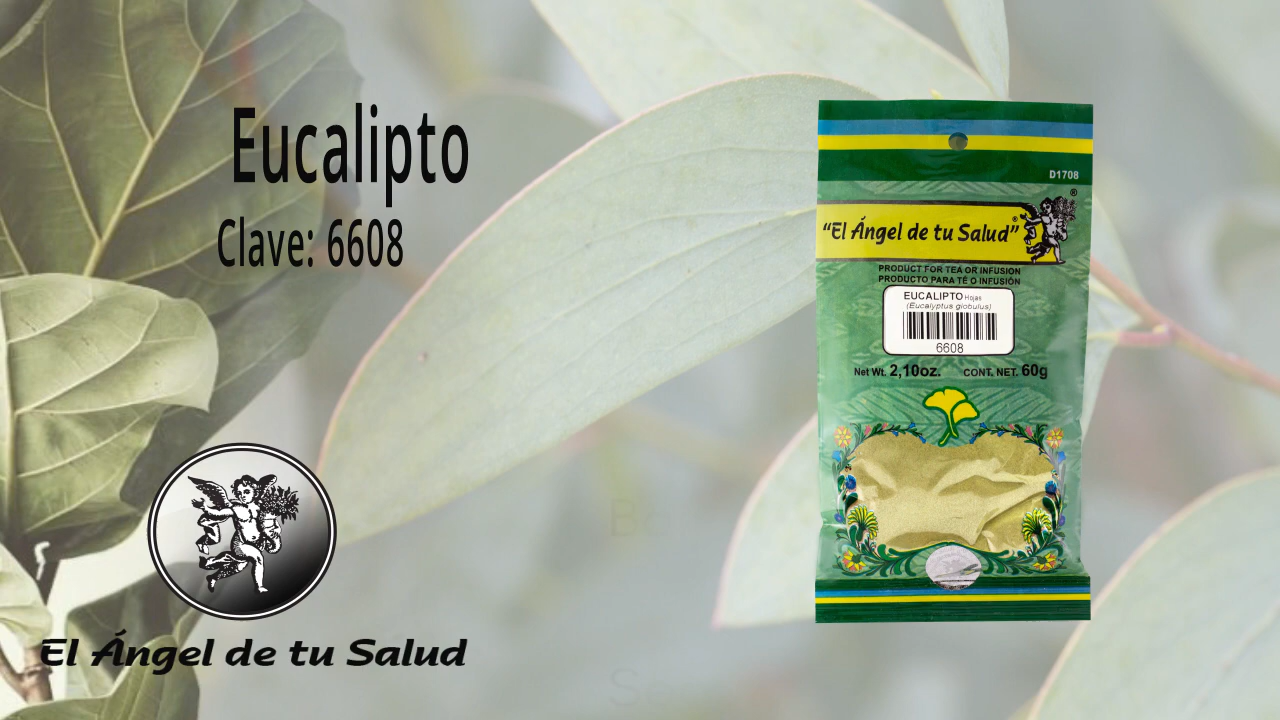 Eucalipto
Clave: 6608
El Ángel de tu Salud
D1708
®
"El Ángel de tu Salud"®
PRODUCT FOR TEA OR INFUSION
PRODUCTO PARA TÉ O INFUSIÓN
EUCALIPTO Hojas
(Eucalyptus globulus)
6608
Net Wt. 2,10oz. CONT. NET. 60g